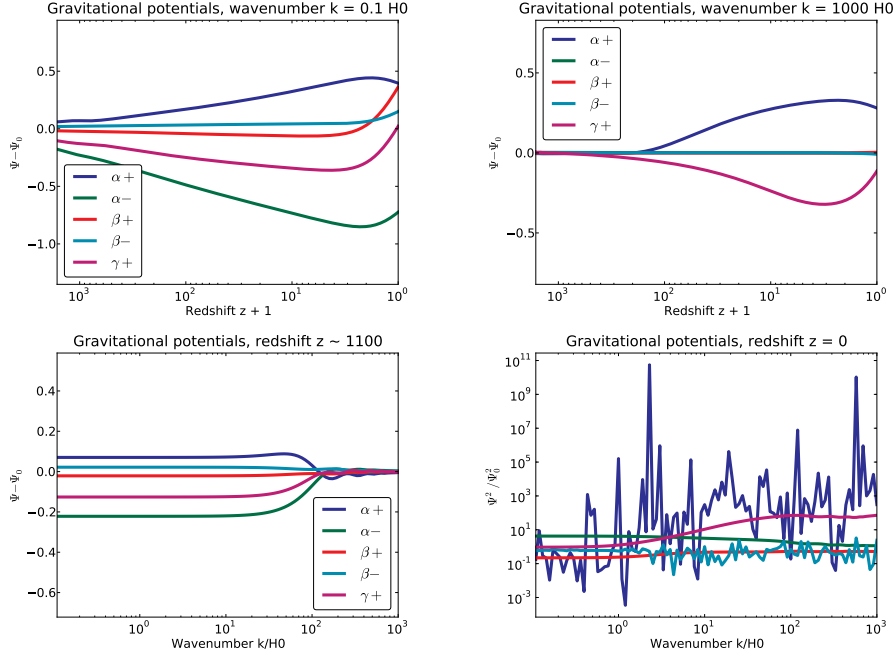 Gravitational potentials, wavenumber k = 0.1 H0
Ψ−Ψ₀
0.5
0.0
−0.5
−1.0
α+
α−
β+
β−
γ+
10³
10²
10¹
10⁰
Redshift z + 1
Gravitational potentials, wavenumber k = 1000 H0
Ψ−Ψ₀
0.5
0.0
−0.5
α+
α−
β+
β−
γ+
10³
10²
10¹
10⁰
Redshift z + 1
Gravitational potentials, redshift z ~ 1100
Ψ−Ψ₀
0.4
0.2
0.0
−0.2
−0.4
−0.6
α+
α−
β+
β−
γ+
10⁰
10¹
10²
10³
Wavenumber k/H0
Gravitational potentials, redshift z = 0
Ψ²/Ψ₀²
10¹¹
10⁹
10⁷
10⁵
10³
10¹
10⁻¹
10⁻³
10⁰
10¹
10²
10³
Wavenumber k/H0